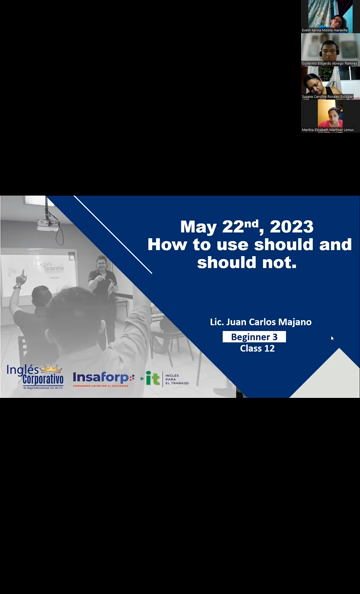 May 22nd, 2023
How to use should and
should not.
Lic. Juan Carlos Majano
Beginner 3
Class 12
Inglés
Corporativo
Insaforp
it
INGLÉS
PARA
EL TRABAJO